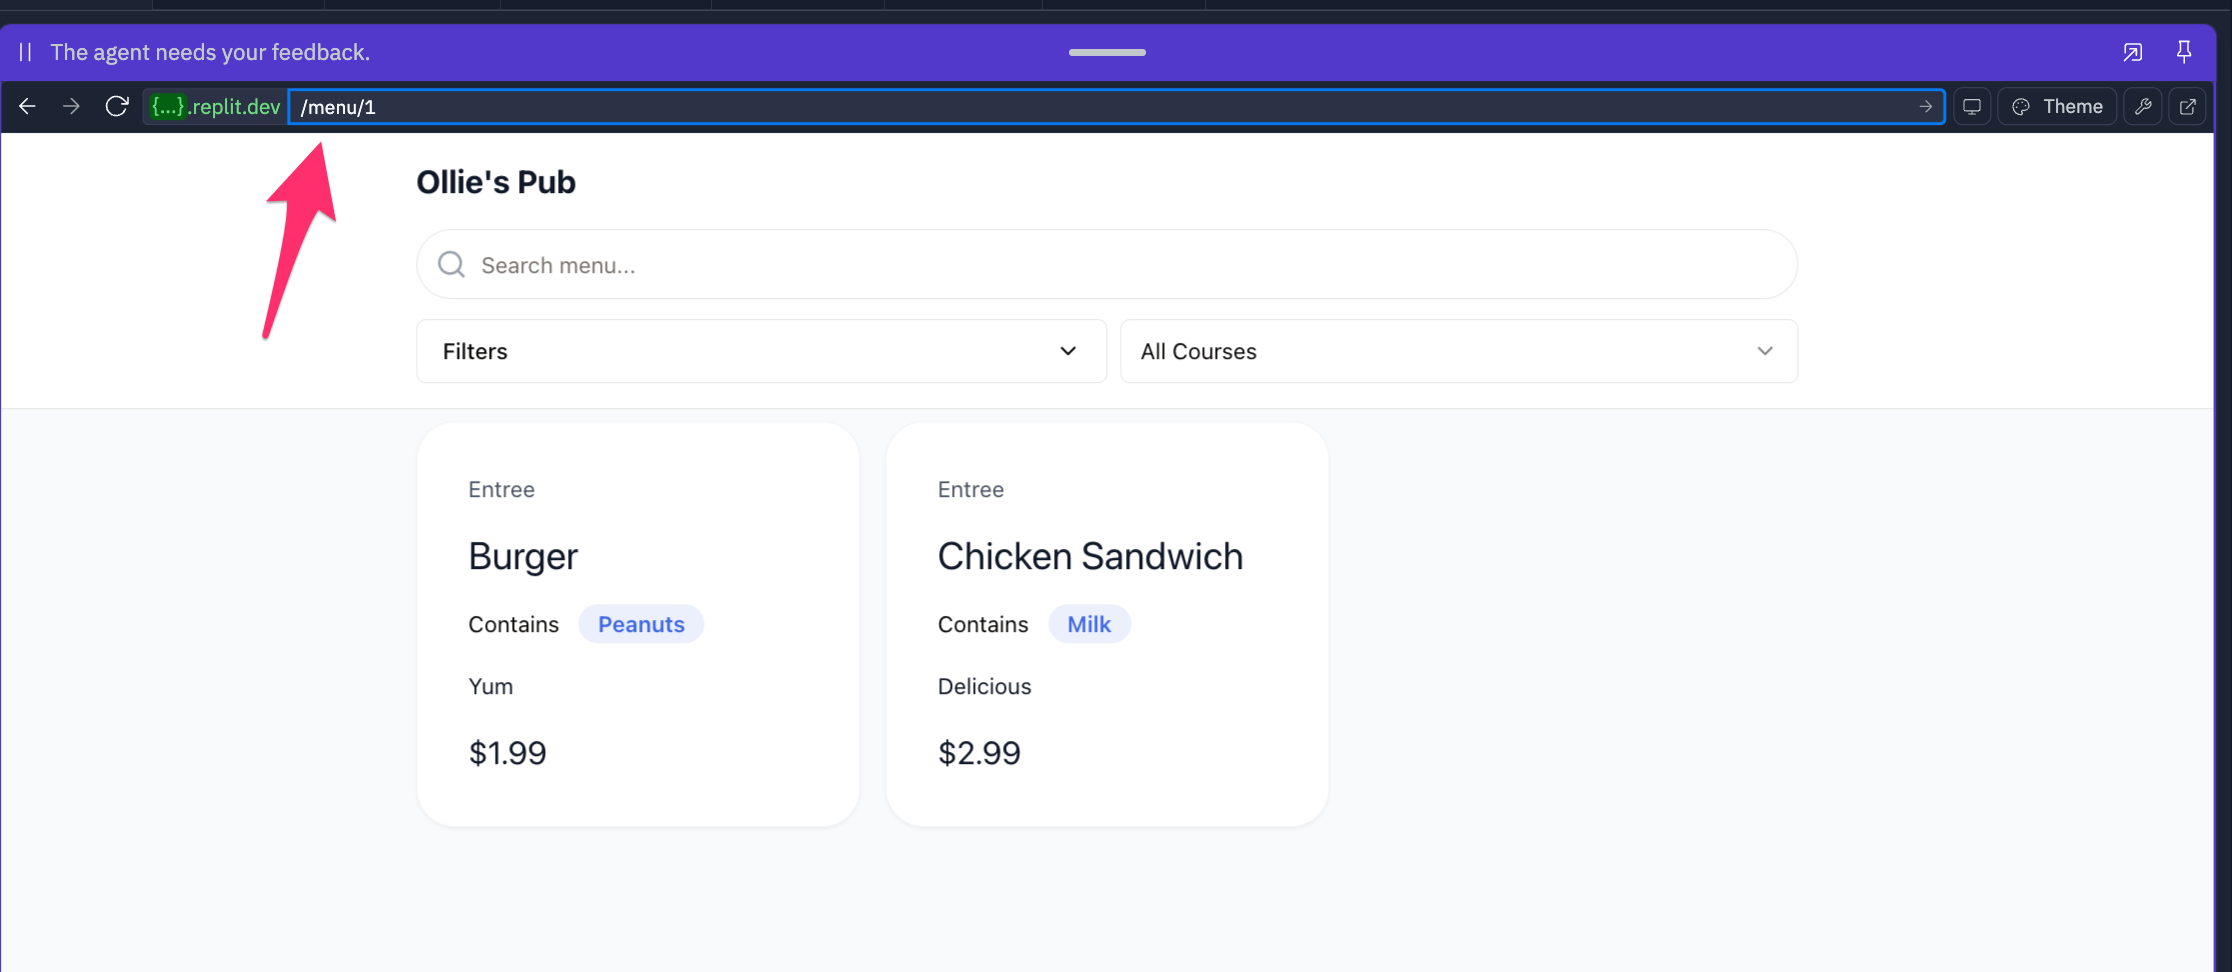 The agent needs your feedback.
{...}.replit.dev /menu/1 Theme
Ollie's Pub
Search menu...
Filters All Courses
Entree
Burger
Contains Peanuts
Yum
$1.99
Entree
Chicken Sandwich
Contains Milk
Delicious
$2.99